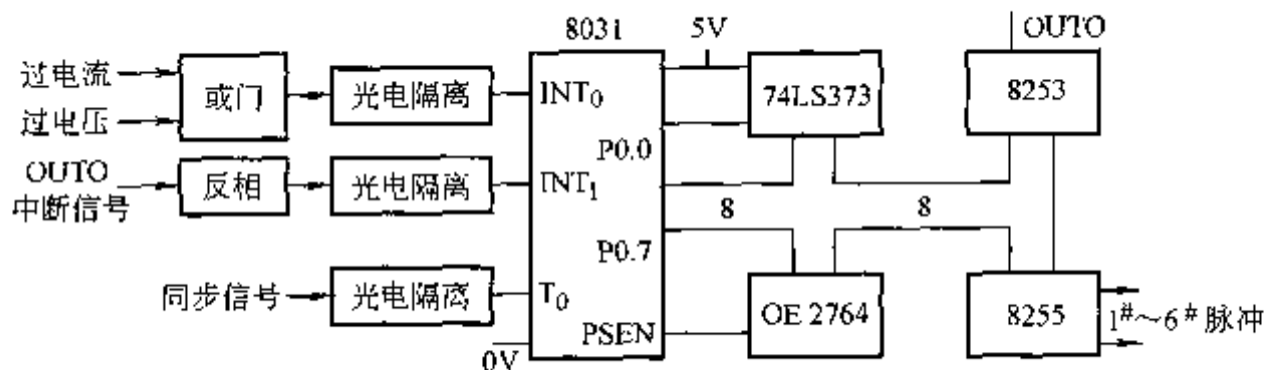 过电流
过电压
或门
光电隔离
OUTO
中断信号
反相
光电隔离
同步信号
光电隔离
0V
8031
INT0
INT1
T0
P0.0
P0.7
PSEN
5V
74LS373
8
8
OE 2764
OUTO
8253
8255
1#~6#脉冲